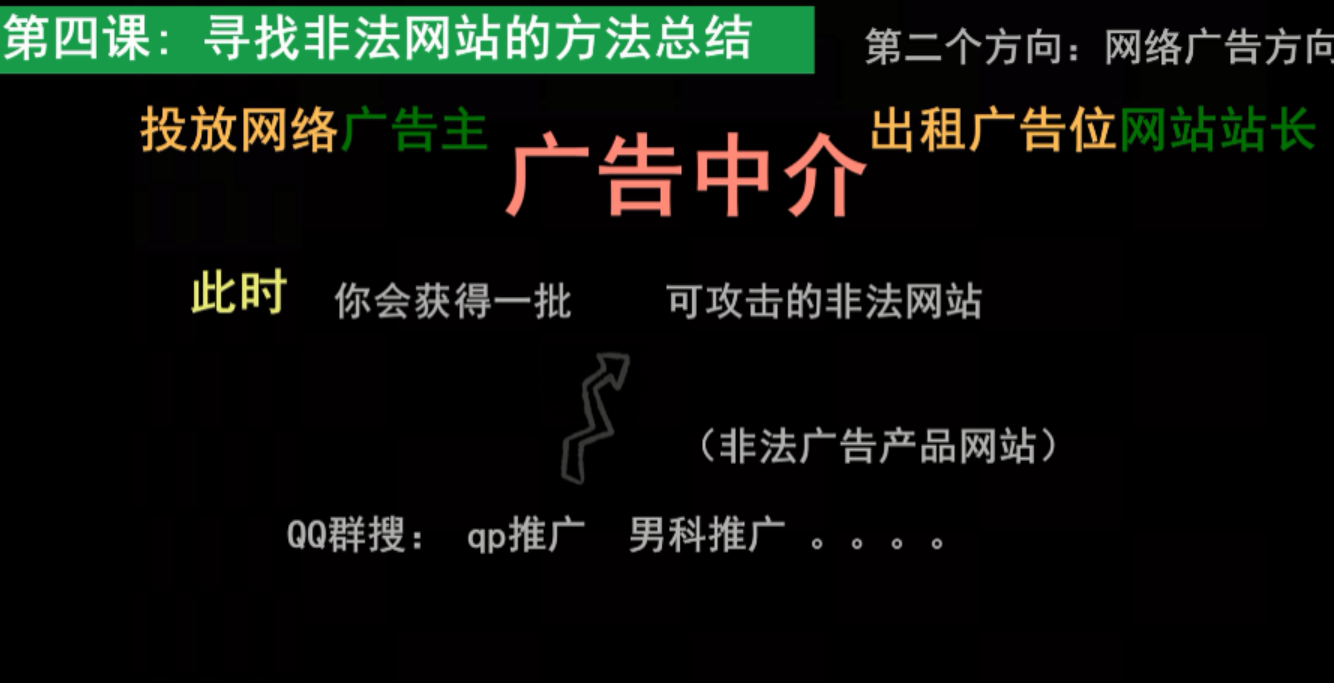 第四课：寻找非法网站的方法总结
第二个方向：网络广告方向
投放网络广告主
广告中介
出租广告位网站站长
此时 你会获得一批 可攻击的非法网站
（非法广告产品网站）
QQ群搜： qp推广 男科推广 。。。。